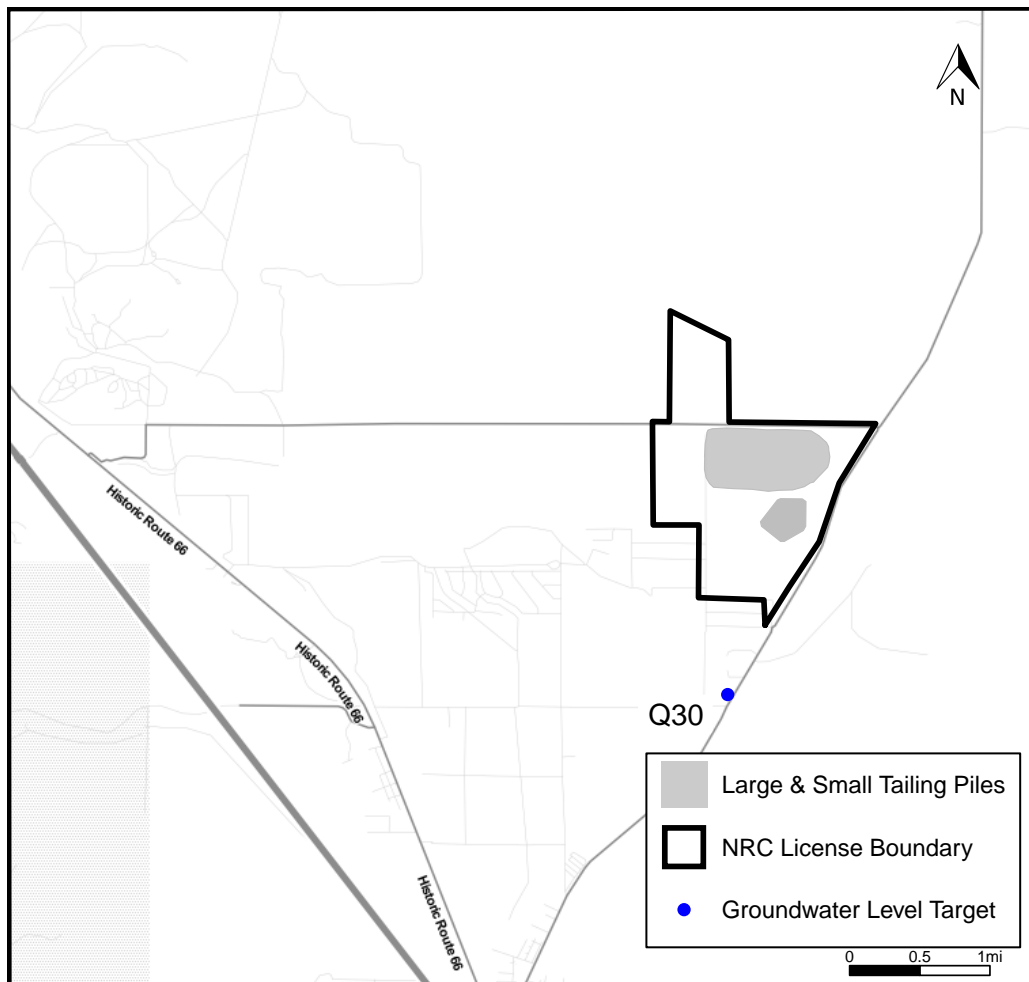 N
Historic Route 66
Historic Route 66
Q30
Large & Small Tailing Piles
NRC License Boundary
Historic Route 66
Groundwater Level Target
0 0.5 1mi